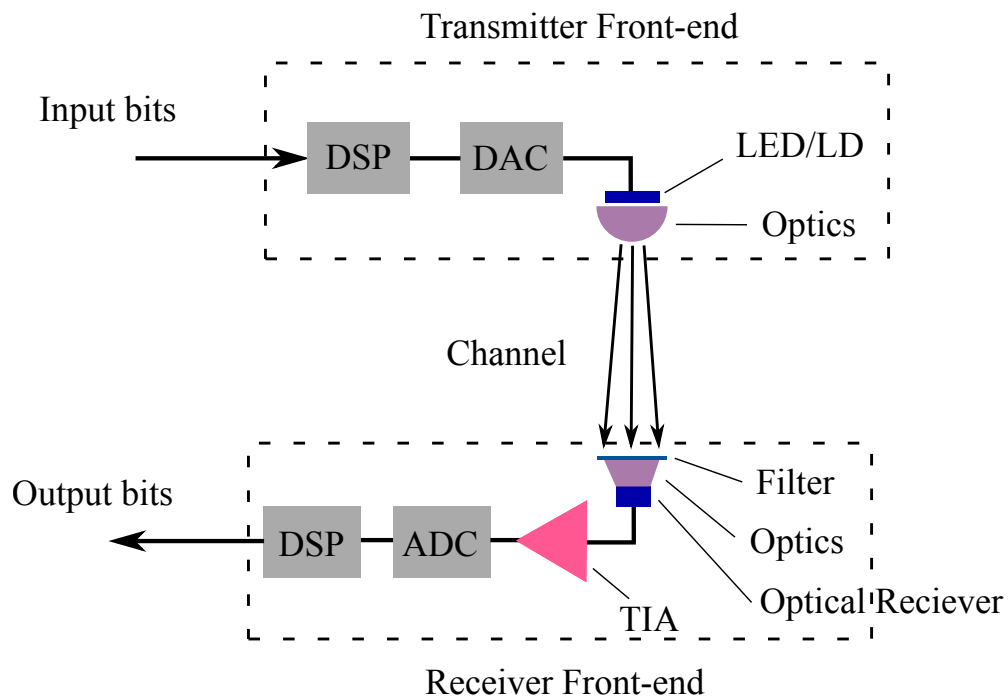 Transmitter Front-end
Input bits
DSP
DAC
LED/LD
Optics
Channel
Filter
Optics
Optical Reciever
Output bits
DSP
ADC
TIA
Receiver Front-end